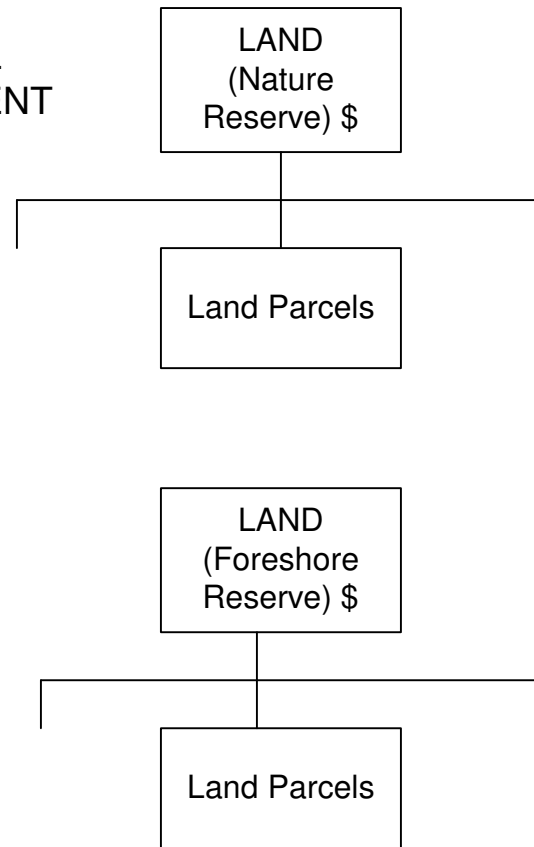 ENT
LAND
(Nature
Reserve) $
Land Parcels
LAND
(Foreshore
Reserve) $
Land Parcels